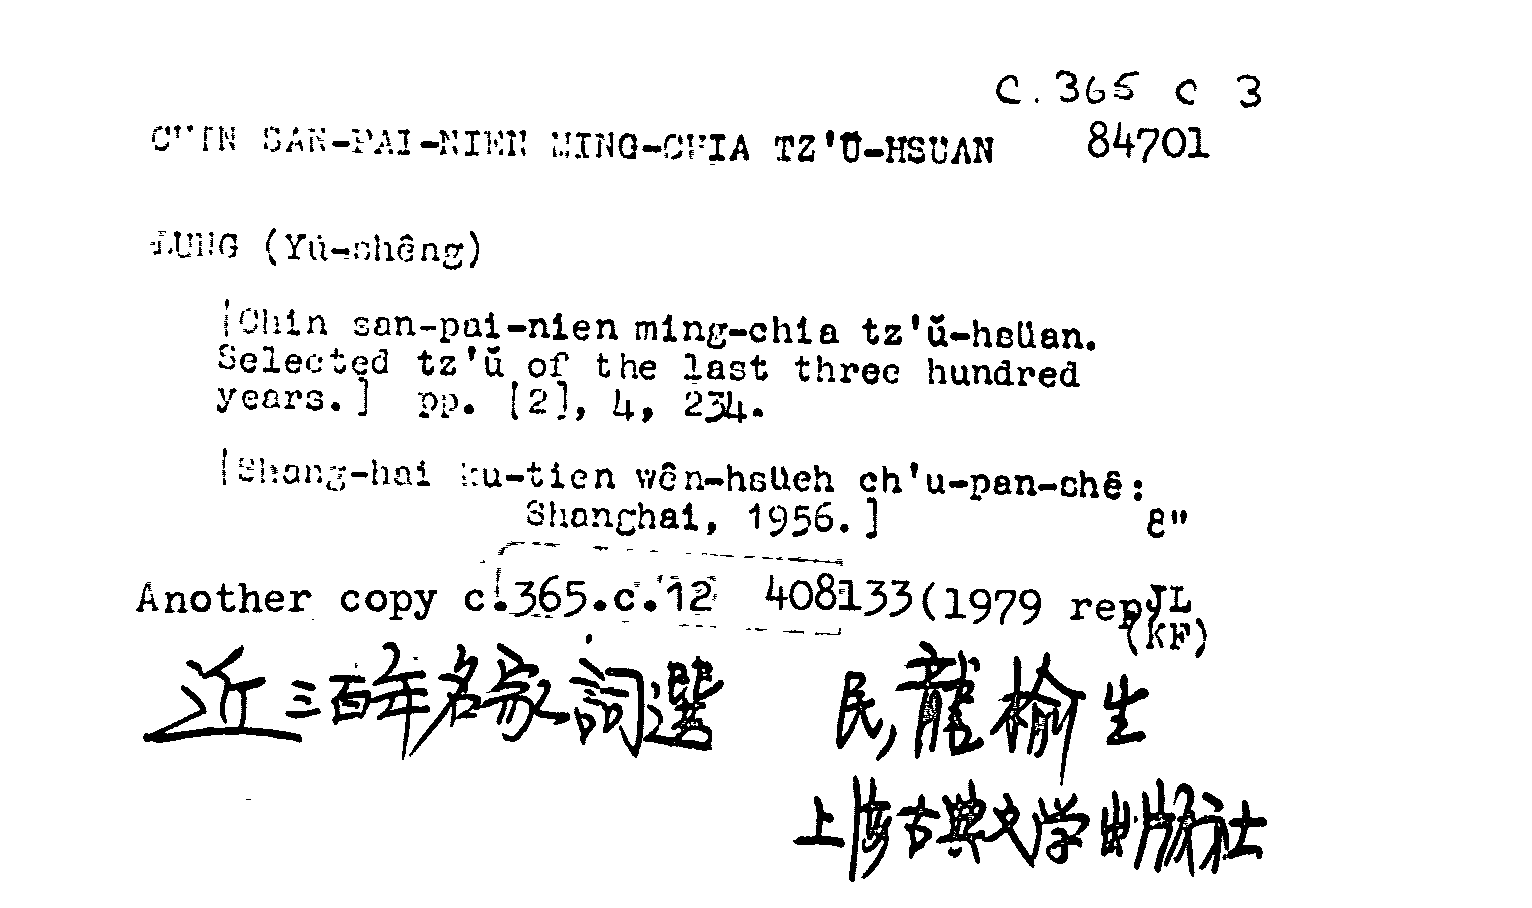 C.365 C 3
CHIN SAN-PAI-NIEN MING-CHIA TZ'Ŭ-HSUAN 84701
LUNG (Yü-shêng)
[Chin san-pai-nien ming-chia tz'ŭ-hsüan.
Selected tz'ŭ of the last three hundred
years.] pp. [2], 4, 234.
[Shang-hai ku-tien wên-hsüeh ch'u-pan-shê:
Shanghai, 1956.] 8"
Another copy c.365.c.12 408133(1979 rep) JL
(KF)
近三百年名家詞選 民,龍榆生
上海古典文学出版社